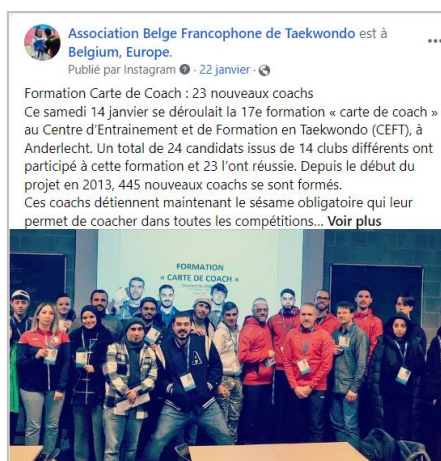 Association Belge Francophone de Taekwondo est à
Belgium, Europe.
Publié par Instagram · 22 janvier ·
Formation Carte de Coach : 23 nouveaux coachs
Ce samedi 14 janvier se déroulait la 17e formation « carte de coach »
au Centre d’Entrainement et de Formation en Taekwondo (CEFT), à
Anderlecht. Un total de 24 candidats issus de 14 clubs différents ont
participé à cette formation et 23 l’ont réussie. Depuis le début du
projet en 2013, 445 nouveaux coachs se sont formés.
Ces coachs détiennent maintenant le sésame obligatoire qui leur
permet de coacher dans toutes les compétitions... Voir plus
FORMATION
« CARTE DE COACH »